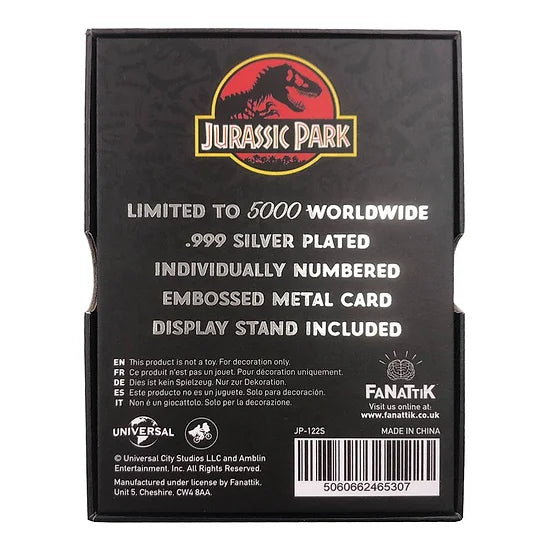 JURASSIC PARK
LIMITED TO 5000 WORLDWIDE
.999 SILVER PLATED
INDIVIDUALLY NUMBERED
EMBOSSED METAL CARD
DISPLAY STAND INCLUDED
EN This product is not a toy. For decoration only.
FR Ce produit n'est pas un jouet. Pour décoration uniquement.
DE Dies ist kein Spielzeug. Nur zur Dekoration.
ES Este producto no es un juguete. Solo para decoración.
IT Non é un giocattolo. Solo per la decorazione.
FANATTIK
Visit us online at:
www.fanattik.co.uk
UNIVERSAL
JP-122S MADE IN CHINA
© Universal City Studios LLC and Amblin
Entertainment, Inc. All Rights Reserved.
Manufactured under license by Fanattik,
Unit 5, Cheshire. CW4 8AA.
5060662465307